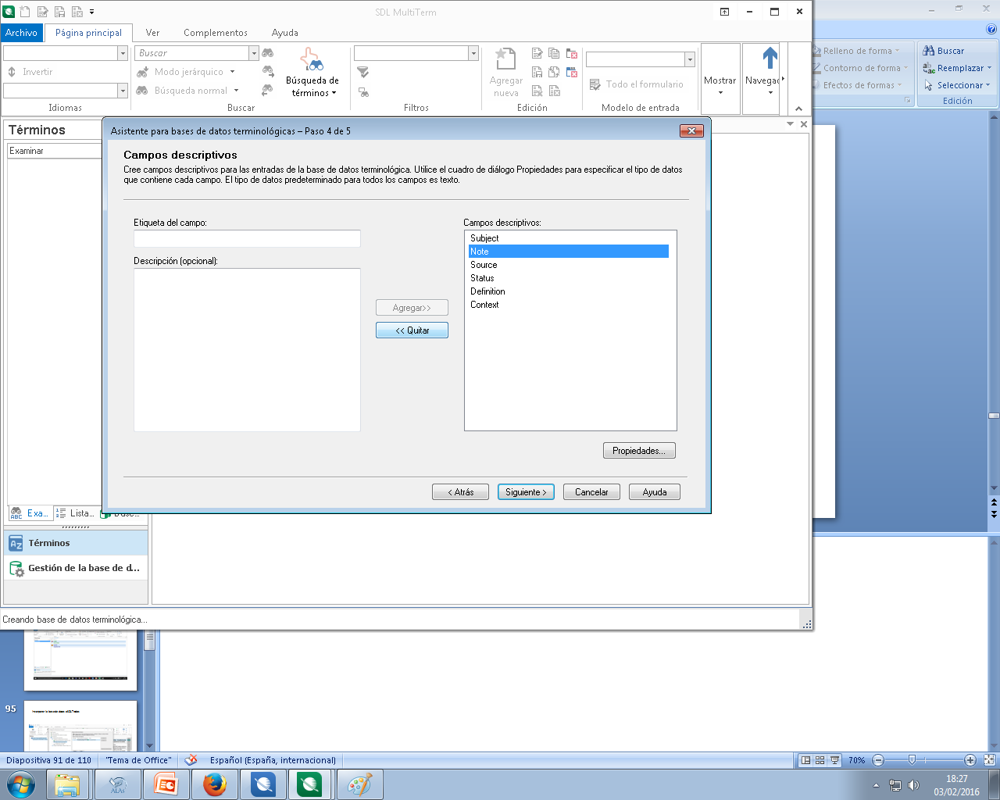 SDL MultiTerm
Archivo
Página principal
Ver
Complementos
Ayuda
Invertir
Idiomas
Buscar
Modo jerárquico
Búsqueda normal
Búsqueda de
términos
Buscar
Filtros
Agregar
nueva
Edición
Todo el formulario
Modelo de entrada
Mostrar
Navegac
Relleno de forma
Contorno de forma
Efectos de formas
Buscar
Reemplazar
Seleccionar
Edición
Términos
Examinar
Asistente para bases de datos terminológicas – Paso 4 de 5
Campos descriptivos
Cree campos descriptivos para las entradas de la base de datos terminológica. Utilice el cuadro de diálogo Propiedades para especificar el tipo de datos
que contiene cada campo. El tipo de datos predeterminado para todos los campos es texto.
Etiqueta del campo:
Descripción (opcional):
Agregar>>
<< Quitar
Campos descriptivos:
Subject
Note
Source
Status
Definition
Context
Propiedades...
< Atrás
Siguiente >
Cancelar
Ayuda
Exa...
Lista...
Términos
Gestión de la base de d...
Creando base de datos terminológica...
95
Diapositiva 91 de 110
"Tema de Office"
Español (España, internacional)
70%
ALAs
18:27
03/02/2016